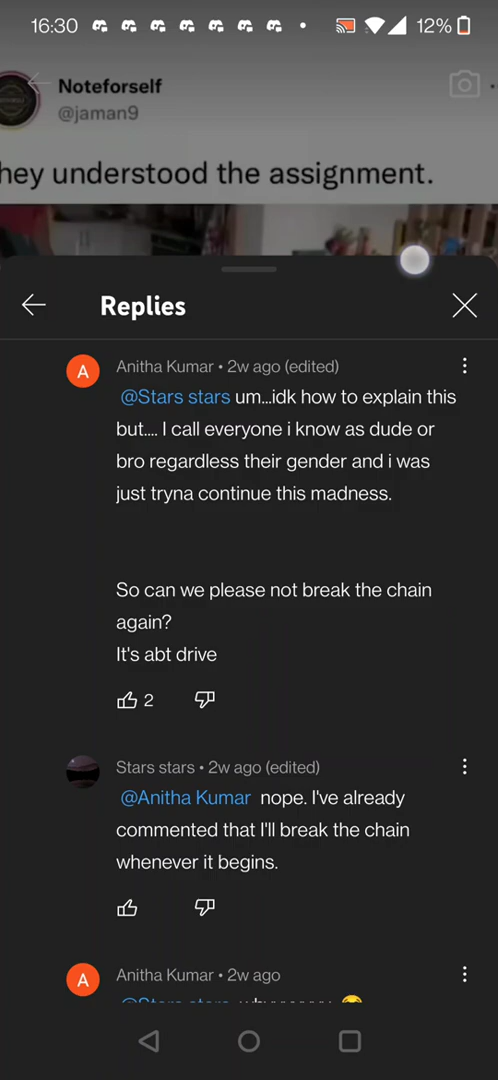 16:30
12%
Noteforself
@jaman9
hey understood the assignment.
Replies
A
Anitha Kumar • 2w ago (edited)
@Stars stars um...idk how to explain this
but.... I call everyone i know as dude or
bro regardless their gender and i was
just tryna continue this madness.
So can we please not break the chain
again?
It's abt drive
2
Stars stars • 2w ago (edited)
@Anitha Kumar nope. I've already
commented that I'll break the chain
whenever it begins.
A
Anitha Kumar • 2w ago
@Stars stars